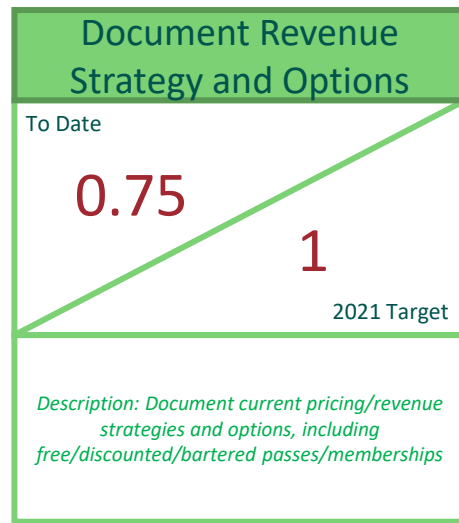 Document Revenue
Strategy and Options
To Date
0.75
1
2021 Target
Description: Document current pricing/revenue
strategies and options, including
free/discounted/bartered passes/memberships